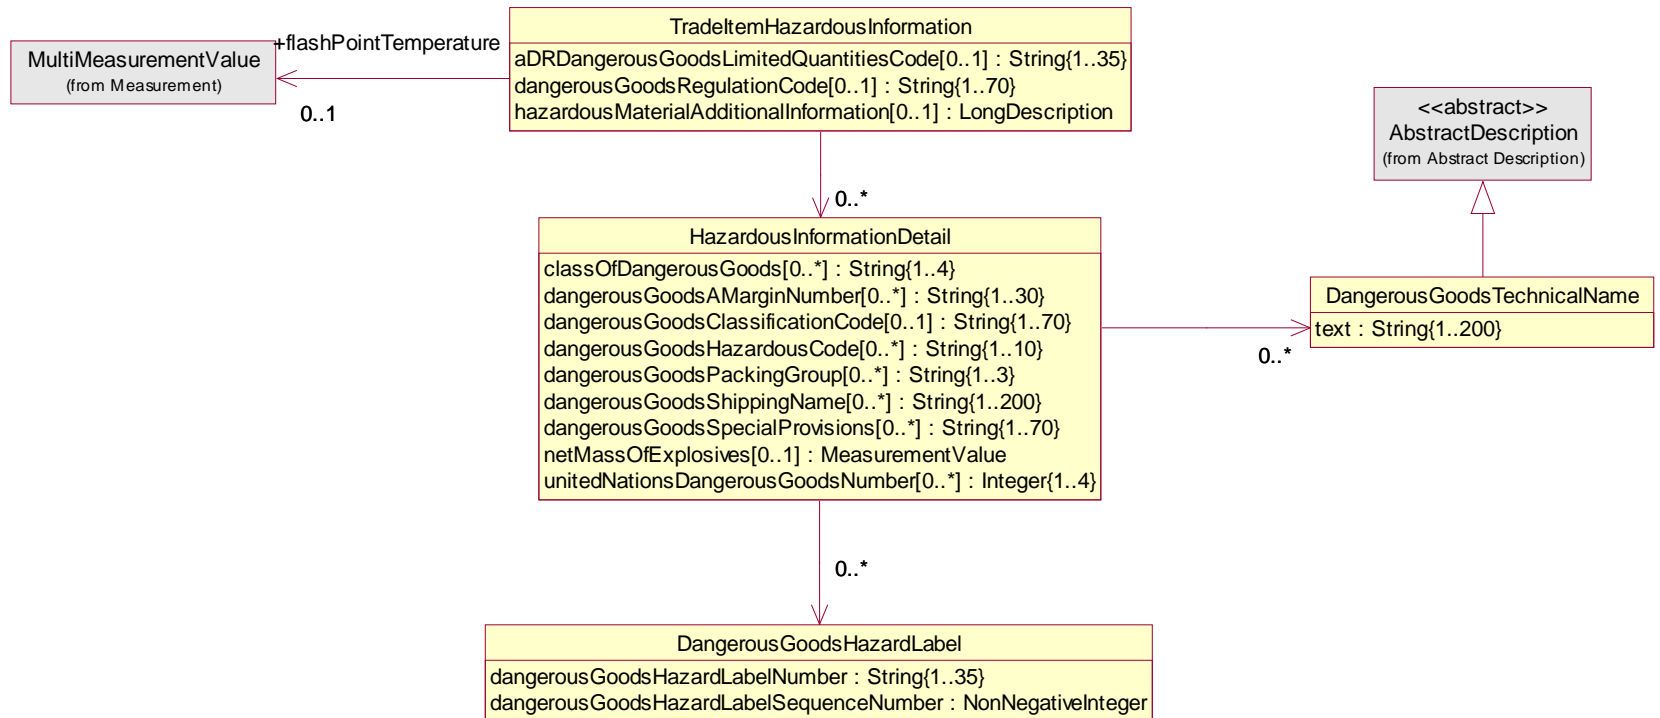 TradeItemHazardousInformation
aDRDangerousGoodsLimitedQuantitiesCode[0..1] : String{1..35}
dangerousGoodsRegulationCode[0..1] : String{1..70}
hazardousMaterialAdditionalInformation[0..1] : LongDescription
+flashPointTemperature
MultiMeasurementValue
(from Measurement)
0..1
<<abstract>>
AbstractDescription
(from Abstract Description)
0..*
HazardousInformationDetail
classOfDangerousGoods[0..*] : String{1..4}
dangerousGoodsAMarginNumber[0..*] : String{1..30}
dangerousGoodsClassificationCode[0..1] : String{1..70}
dangerousGoodsHazardousCode[0..*] : String{1..10}
dangerousGoodsPackingGroup[0..*] : String{1..3}
dangerousGoodsShippingName[0..*] : String{1..200}
dangerousGoodsSpecialProvisions[0..*] : String{1..70}
netMassOfExplosives[0..1] : MeasurementValue
unitedNationsDangerousGoodsNumber[0..*] : Integer{1..4}
DangerousGoodsTechnicalName
text : String{1..200}
0..*
0..*
DangerousGoodsHazardLabel
dangerousGoodsHazardLabelNumber : String{1..35}
dangerousGoodsHazardLabelSequenceNumber : NonNegativeInteger